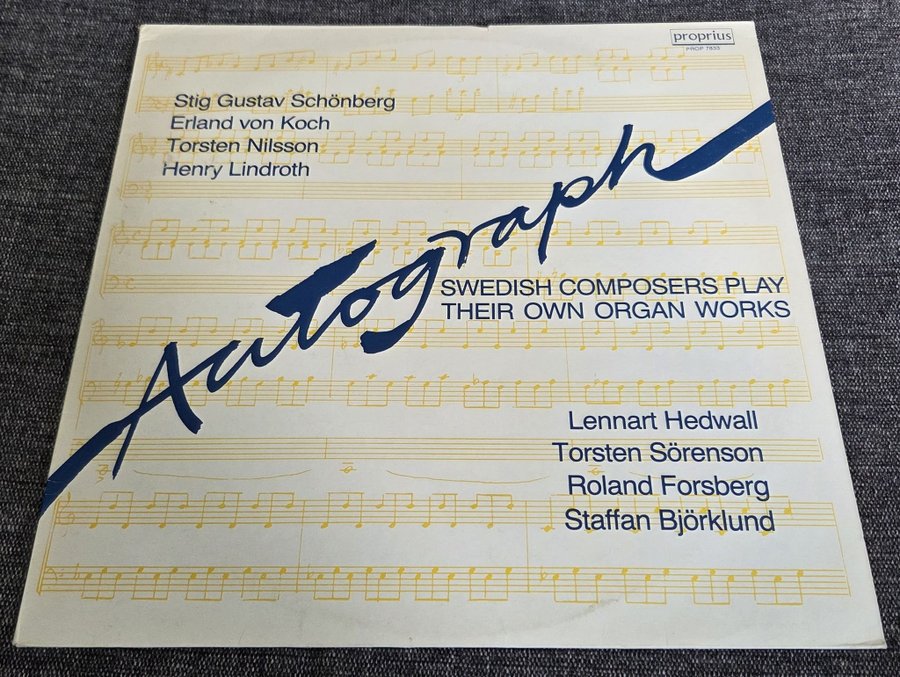 proprius
PROP 7833
Stig Gustav Schönberg
Erland von Koch
Torsten Nilsson
Henry Lindroth
Autograph
SWEDISH COMPOSERS PLAY
THEIR OWN ORGAN WORKS
Lennart Hedwall
Torsten Sörenson
Roland Forsberg
Staffan Björklund